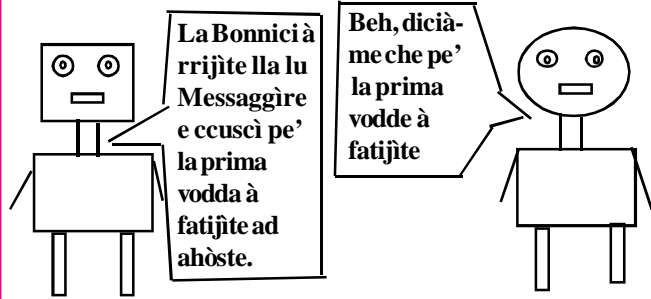 La Bonnici à
rrijìte lla lu
Messaggìre
e ccuscì pe’
la prima
vodda à
fatijìte ad
ahòste.
Beh, dicià-
me che pe’
la prima
vodde à
fatijìte